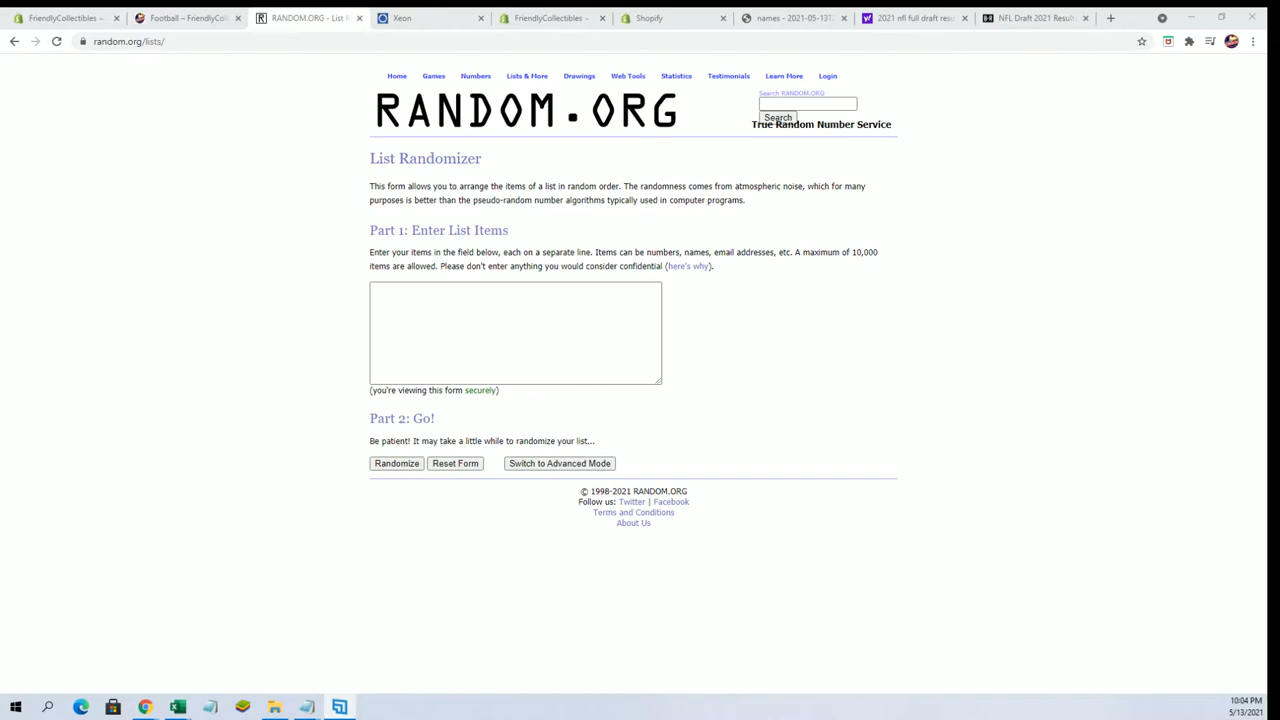 FriendlyCollectibles –
Football – FriendlyCollectibles –
RANDOM.ORG - List R
Xeon
FriendlyCollectibles –
Shopify
names - 2021-05-13T
2021 nfl full draft resu
NFL Draft 2021 Result
random.org/lists/
Home Games Numbers Lists & More Drawings Web Tools Statistics Testimonials Learn More Login
RANDOM.ORG
Search RANDOM.ORG
Search
True Random Number Service
List Randomizer
This form allows you to arrange the items of a list in random order. The randomness comes from atmospheric noise, which for many
purposes is better than the pseudo-random number algorithms typically used in computer programs.
Part 1: Enter List Items
Enter your items in the field below, each on a separate line. Items can be numbers, names, email addresses, etc. A maximum of 10,000
items are allowed. Please don't enter anything you would consider confidential (here's why).
(you're viewing this form securely)
Part 2: Go!
Be patient! It may take a little while to randomize your list...
Randomize Reset Form Switch to Advanced Mode
© 1998-2021 RANDOM.ORG
Follow us: Twitter | Facebook
Terms and Conditions
About Us
10:04 PM
5/13/2021